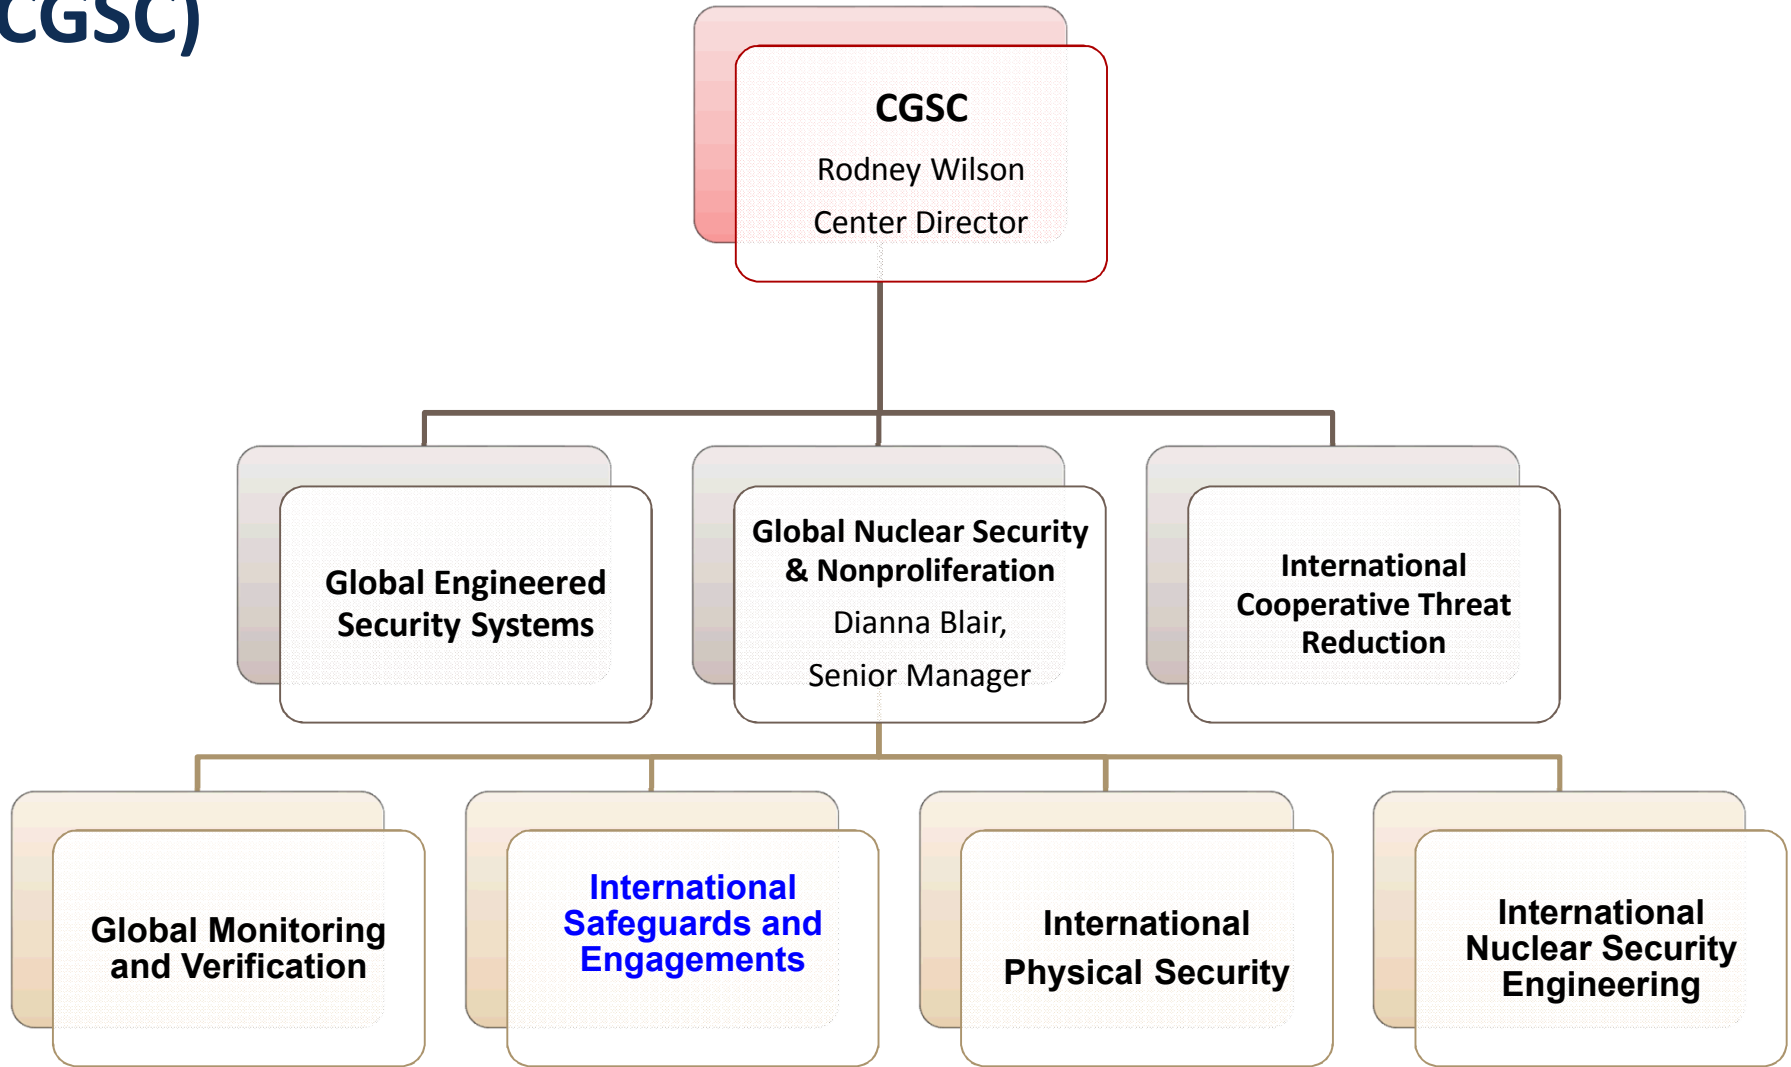 CGSC)
CGSC
Rodney Wilson
Center Director
Global Engineered
Security Systems
Global Nuclear Security
& Nonproliferation
Dianna Blair,
Senior Manager
International
Cooperative Threat
Reduction
Global Monitoring
and Verification
International
Safeguards and
Engagements
International
Physical Security
International
Nuclear Security
Engineering